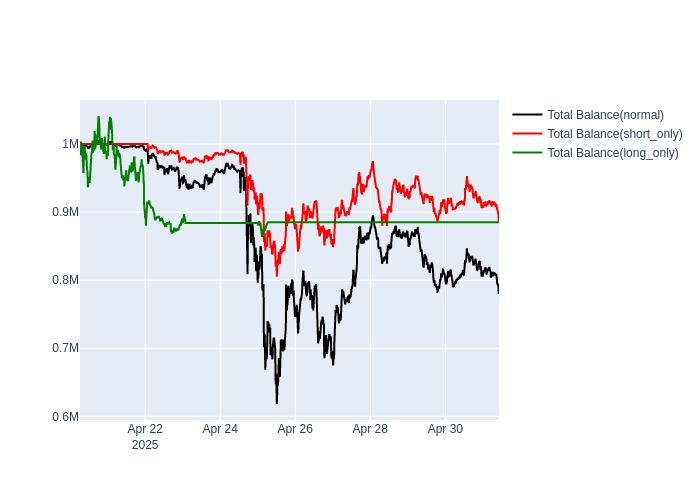 Total Balance(normal)
Total Balance(short_only)
Total Balance(long_only)
1M
0.9M
0.8M
0.7M
0.6M
Apr 22
2025
Apr 24
Apr 26
Apr 28
Apr 30